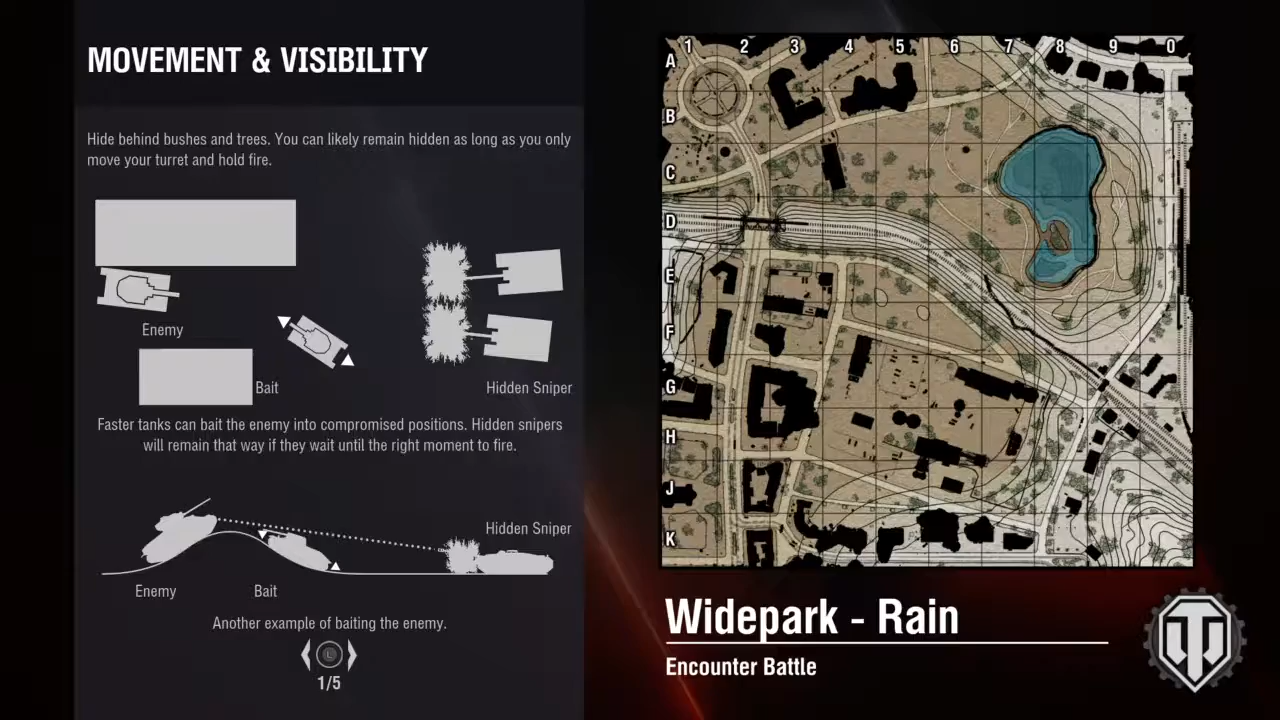 MOVEMENT & VISIBILITY
Hide behind bushes and trees. You can likely remain hidden as long as you only
move your turret and hold fire.
Enemy
Bait
Hidden Sniper
Faster tanks can bait the enemy into compromised positions. Hidden snipers
will remain that way if they wait until the right moment to fire.
Hidden Sniper
Enemy
Bait
Another example of baiting the enemy.
L
1/5
1 2 3 4 5 6 7 8 9 0
A
B
C
D
E
F
G
H
J
K
Widepark - Rain
Encounter Battle